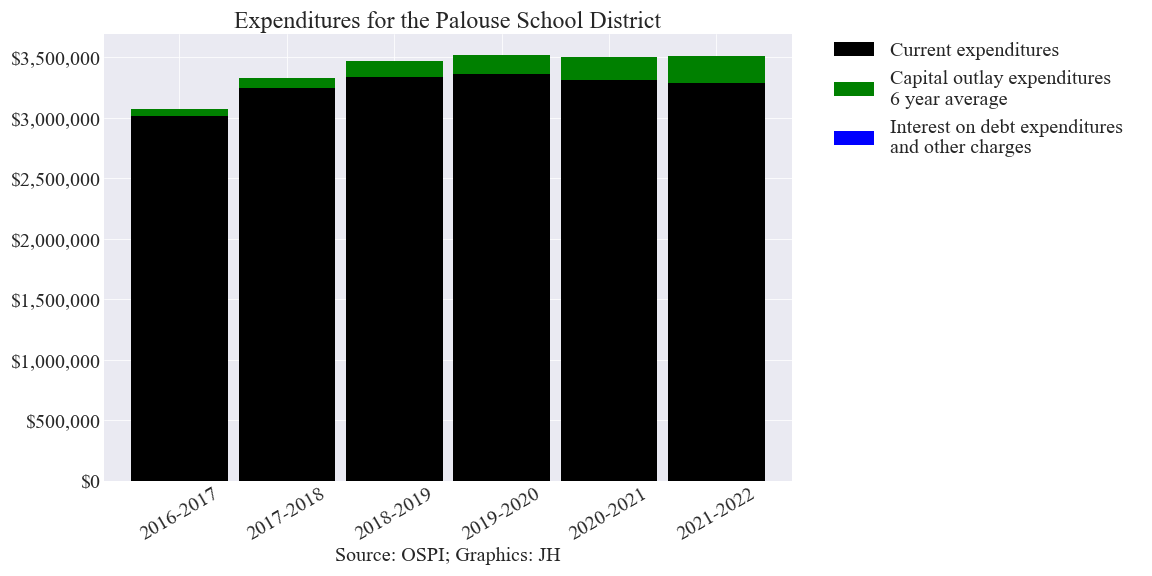 Expenditures for the Palouse School District
$3,500,000
$3,000,000
$2,500,000
$2,000,000
$1,500,000
$1,000,000
$500,000
$0
2016-2017
2017-2018
2018-2019
2019-2020
2020-2021
2021-2022
Source: OSPI; Graphics: JH
Current expenditures
Capital outlay expenditures
6 year average
Interest on debt expenditures
and other charges